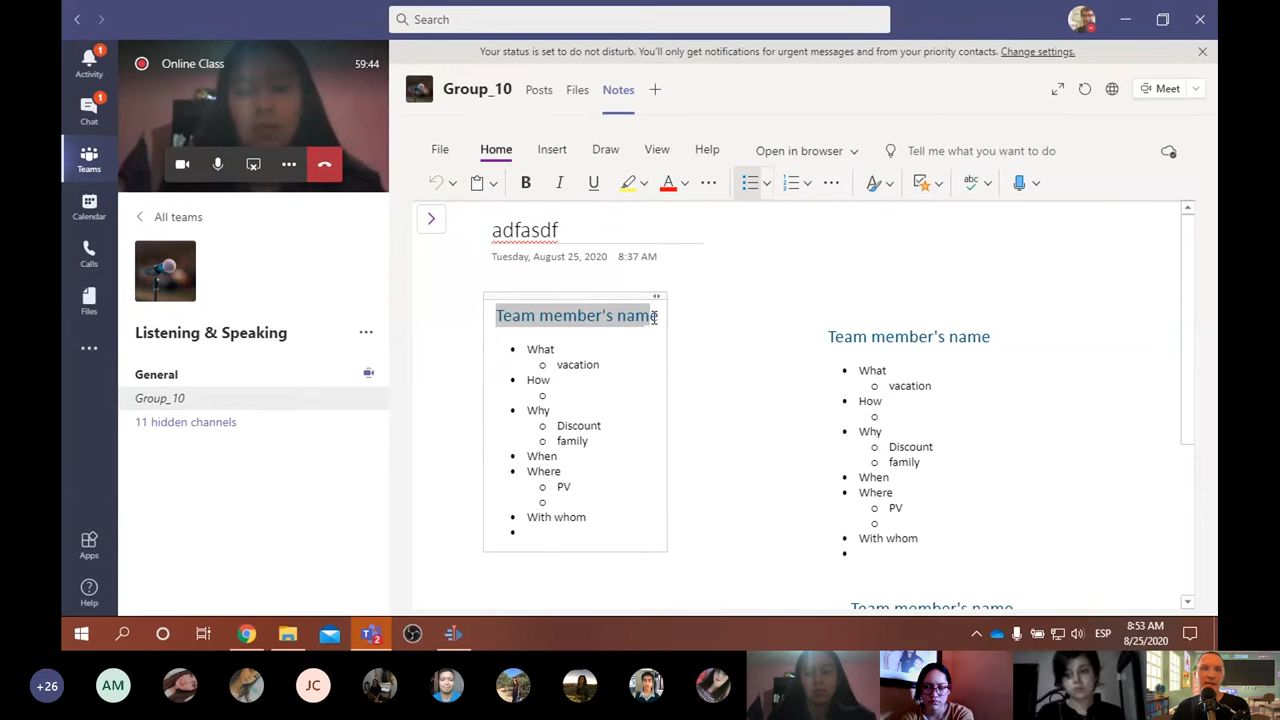 Search
Online Class
59:44
Your status is set to do not disturb. You'll only get notifications for urgent messages and from your priority contacts. Change settings.
1
Activity
1
Chat
Teams
Calendar
Calls
Files
Apps
Help
All teams
Listening & Speaking
General
Group_10
11 hidden channels
Group_10
Posts
Files
Notes
Meet
File
Home
Insert
Draw
View
Help
Open in browser
Tell me what you want to do
B
I
U
A
abc
adfasdf
Tuesday, August 25, 2020 8:37 AM
Team member's name
What
vacation
How
Why
Discount
family
When
Where
PV
With whom
Team member's name
What
vacation
How
Why
Discount
family
When
Where
PV
With whom
Team member's name
2
ESP
8:53 AM
8/25/2020
+26
AM
JC